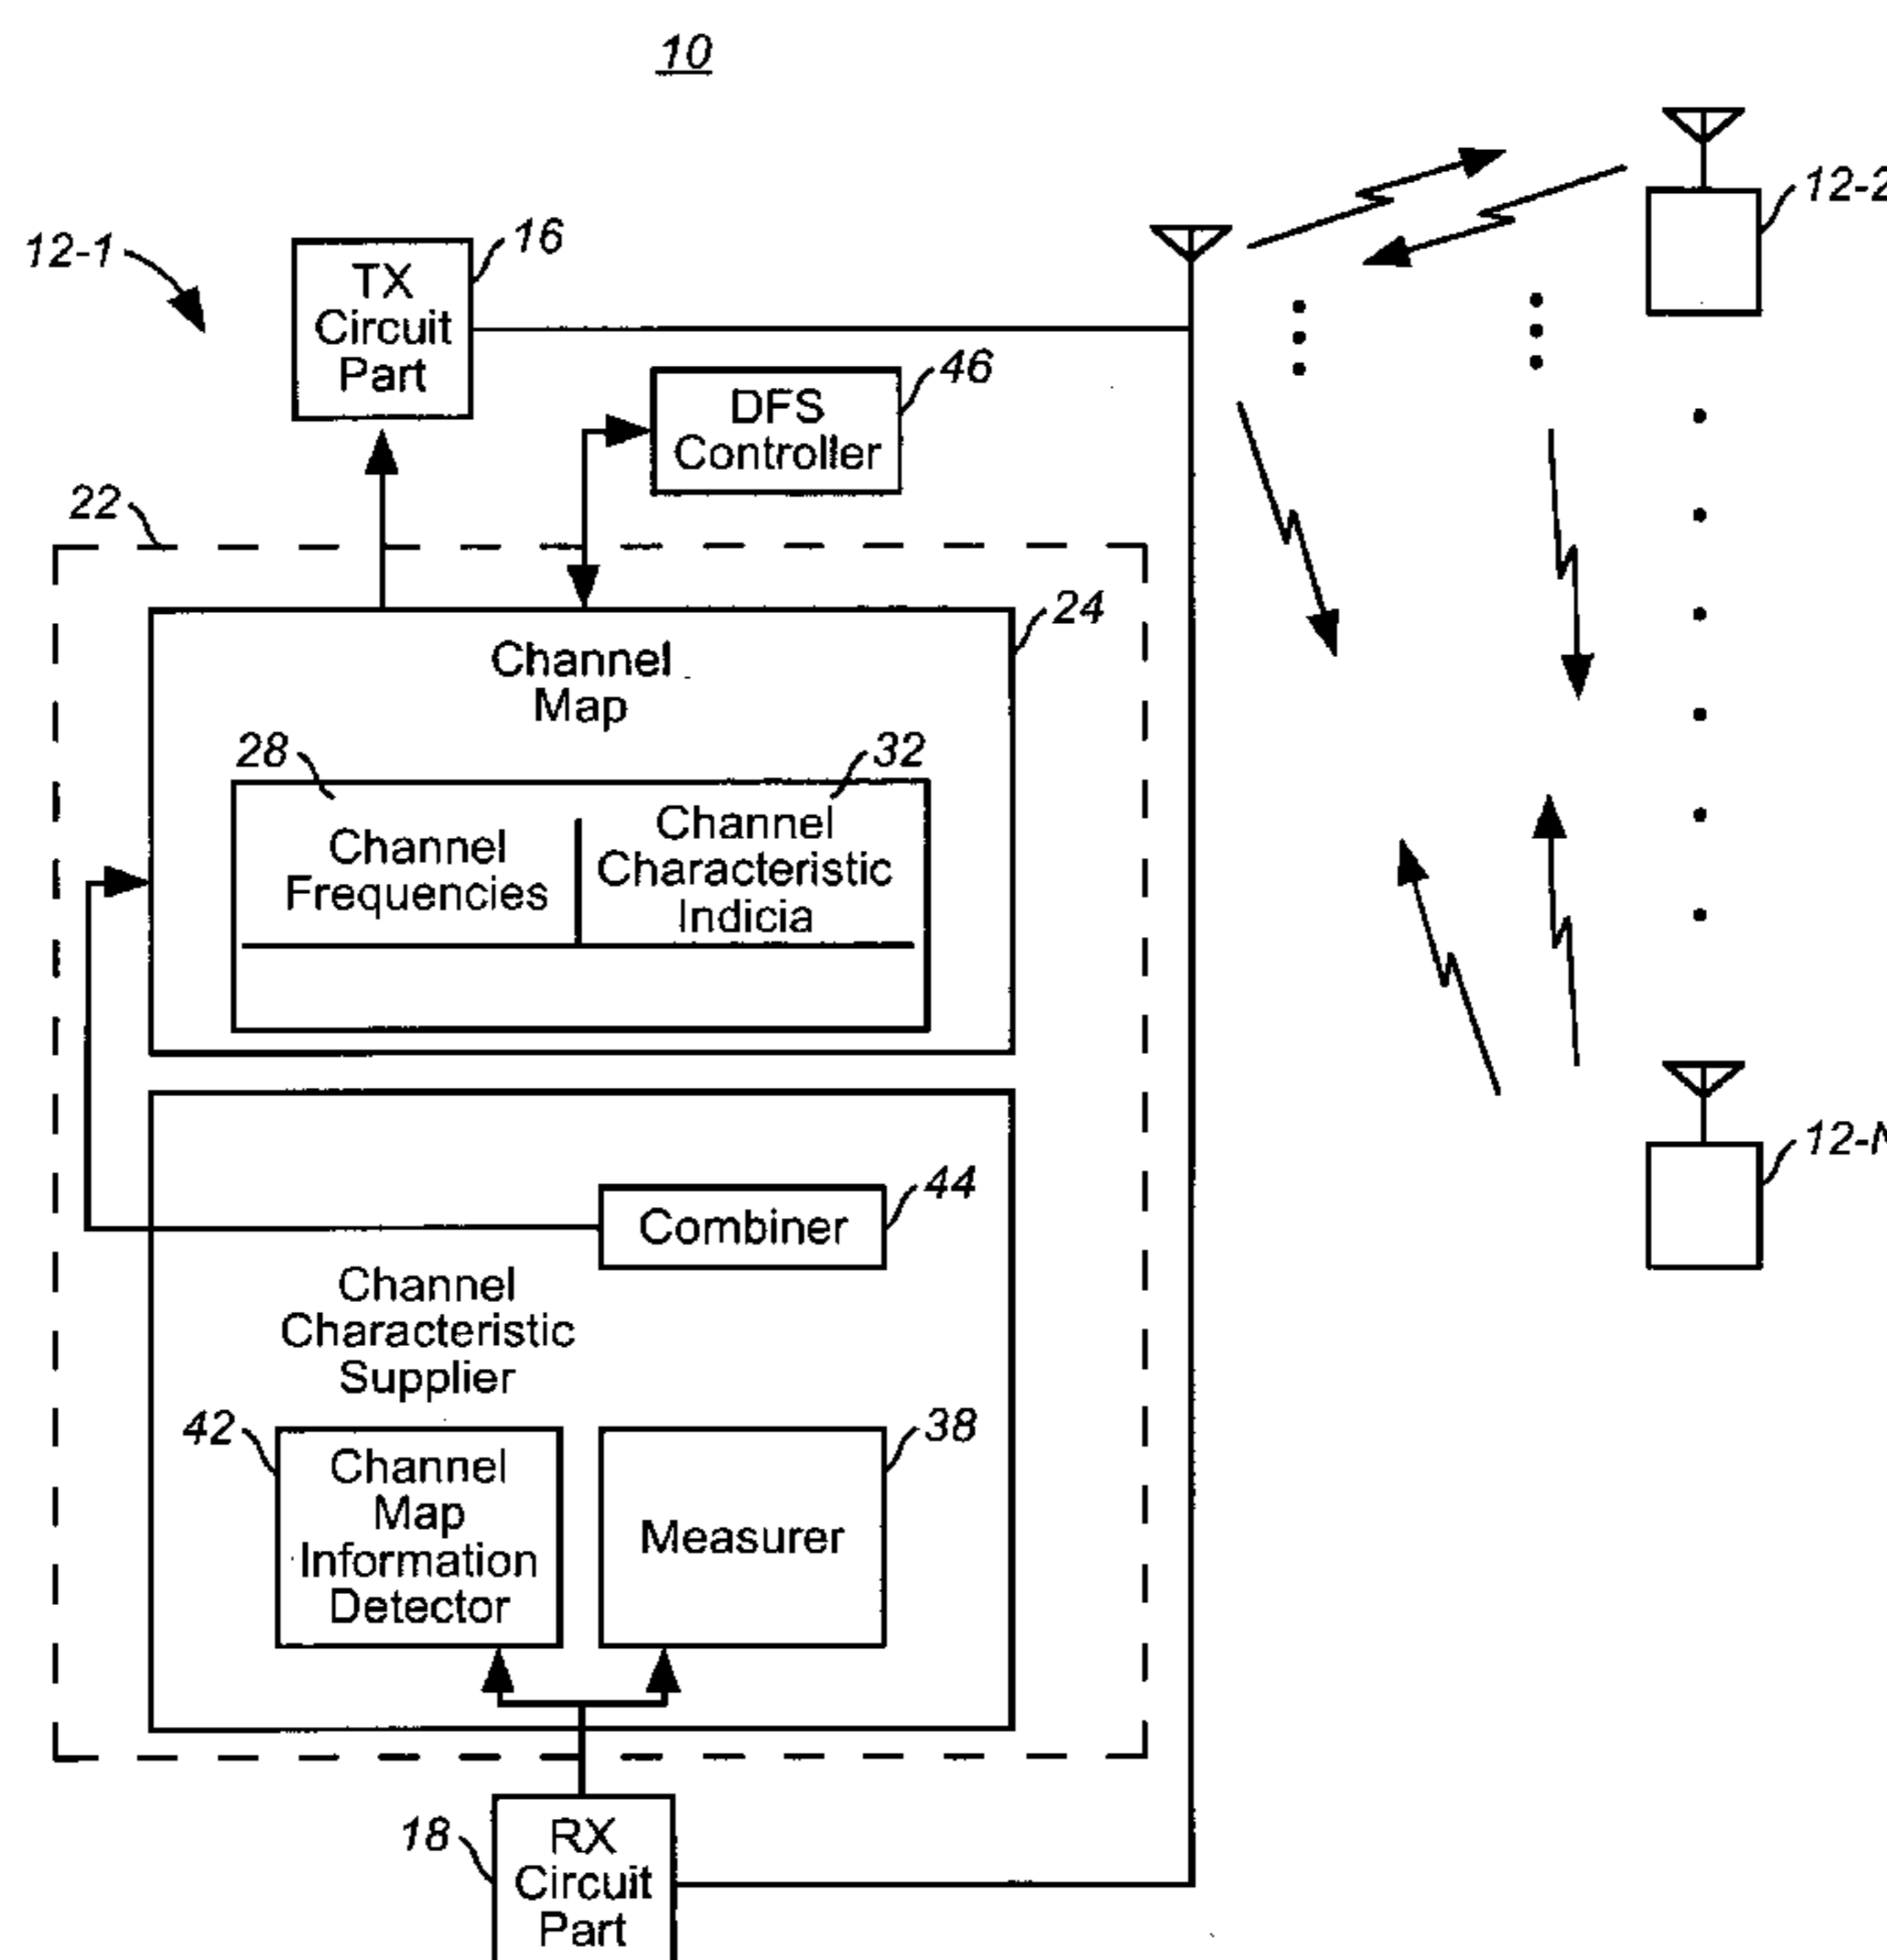 10
12-2
12-1
16
TX
Circuit
Part
46
DFS
Controller
22
24
Channel
Map
28
32
Channel
Frequencies
Channel
Characteristic
Indicia
44
Combiner
12-N
Channel
Characteristic
Supplier
42
38
Channel
Map
Information
Detector
Measurer
18
RX
Circuit
Part